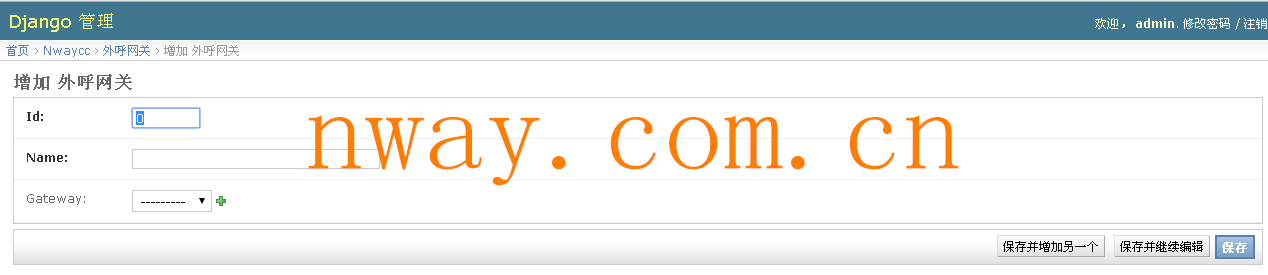 Django 管理
欢迎， admin. 修改密码 / 注销
首页 › Nwaycc › 外呼网关 › 增加 外呼网关
增加 外呼网关
Id: 0
Name:
Gateway: ---------
nway.com.cn
保存并增加另一个 保存并继续编辑 保存